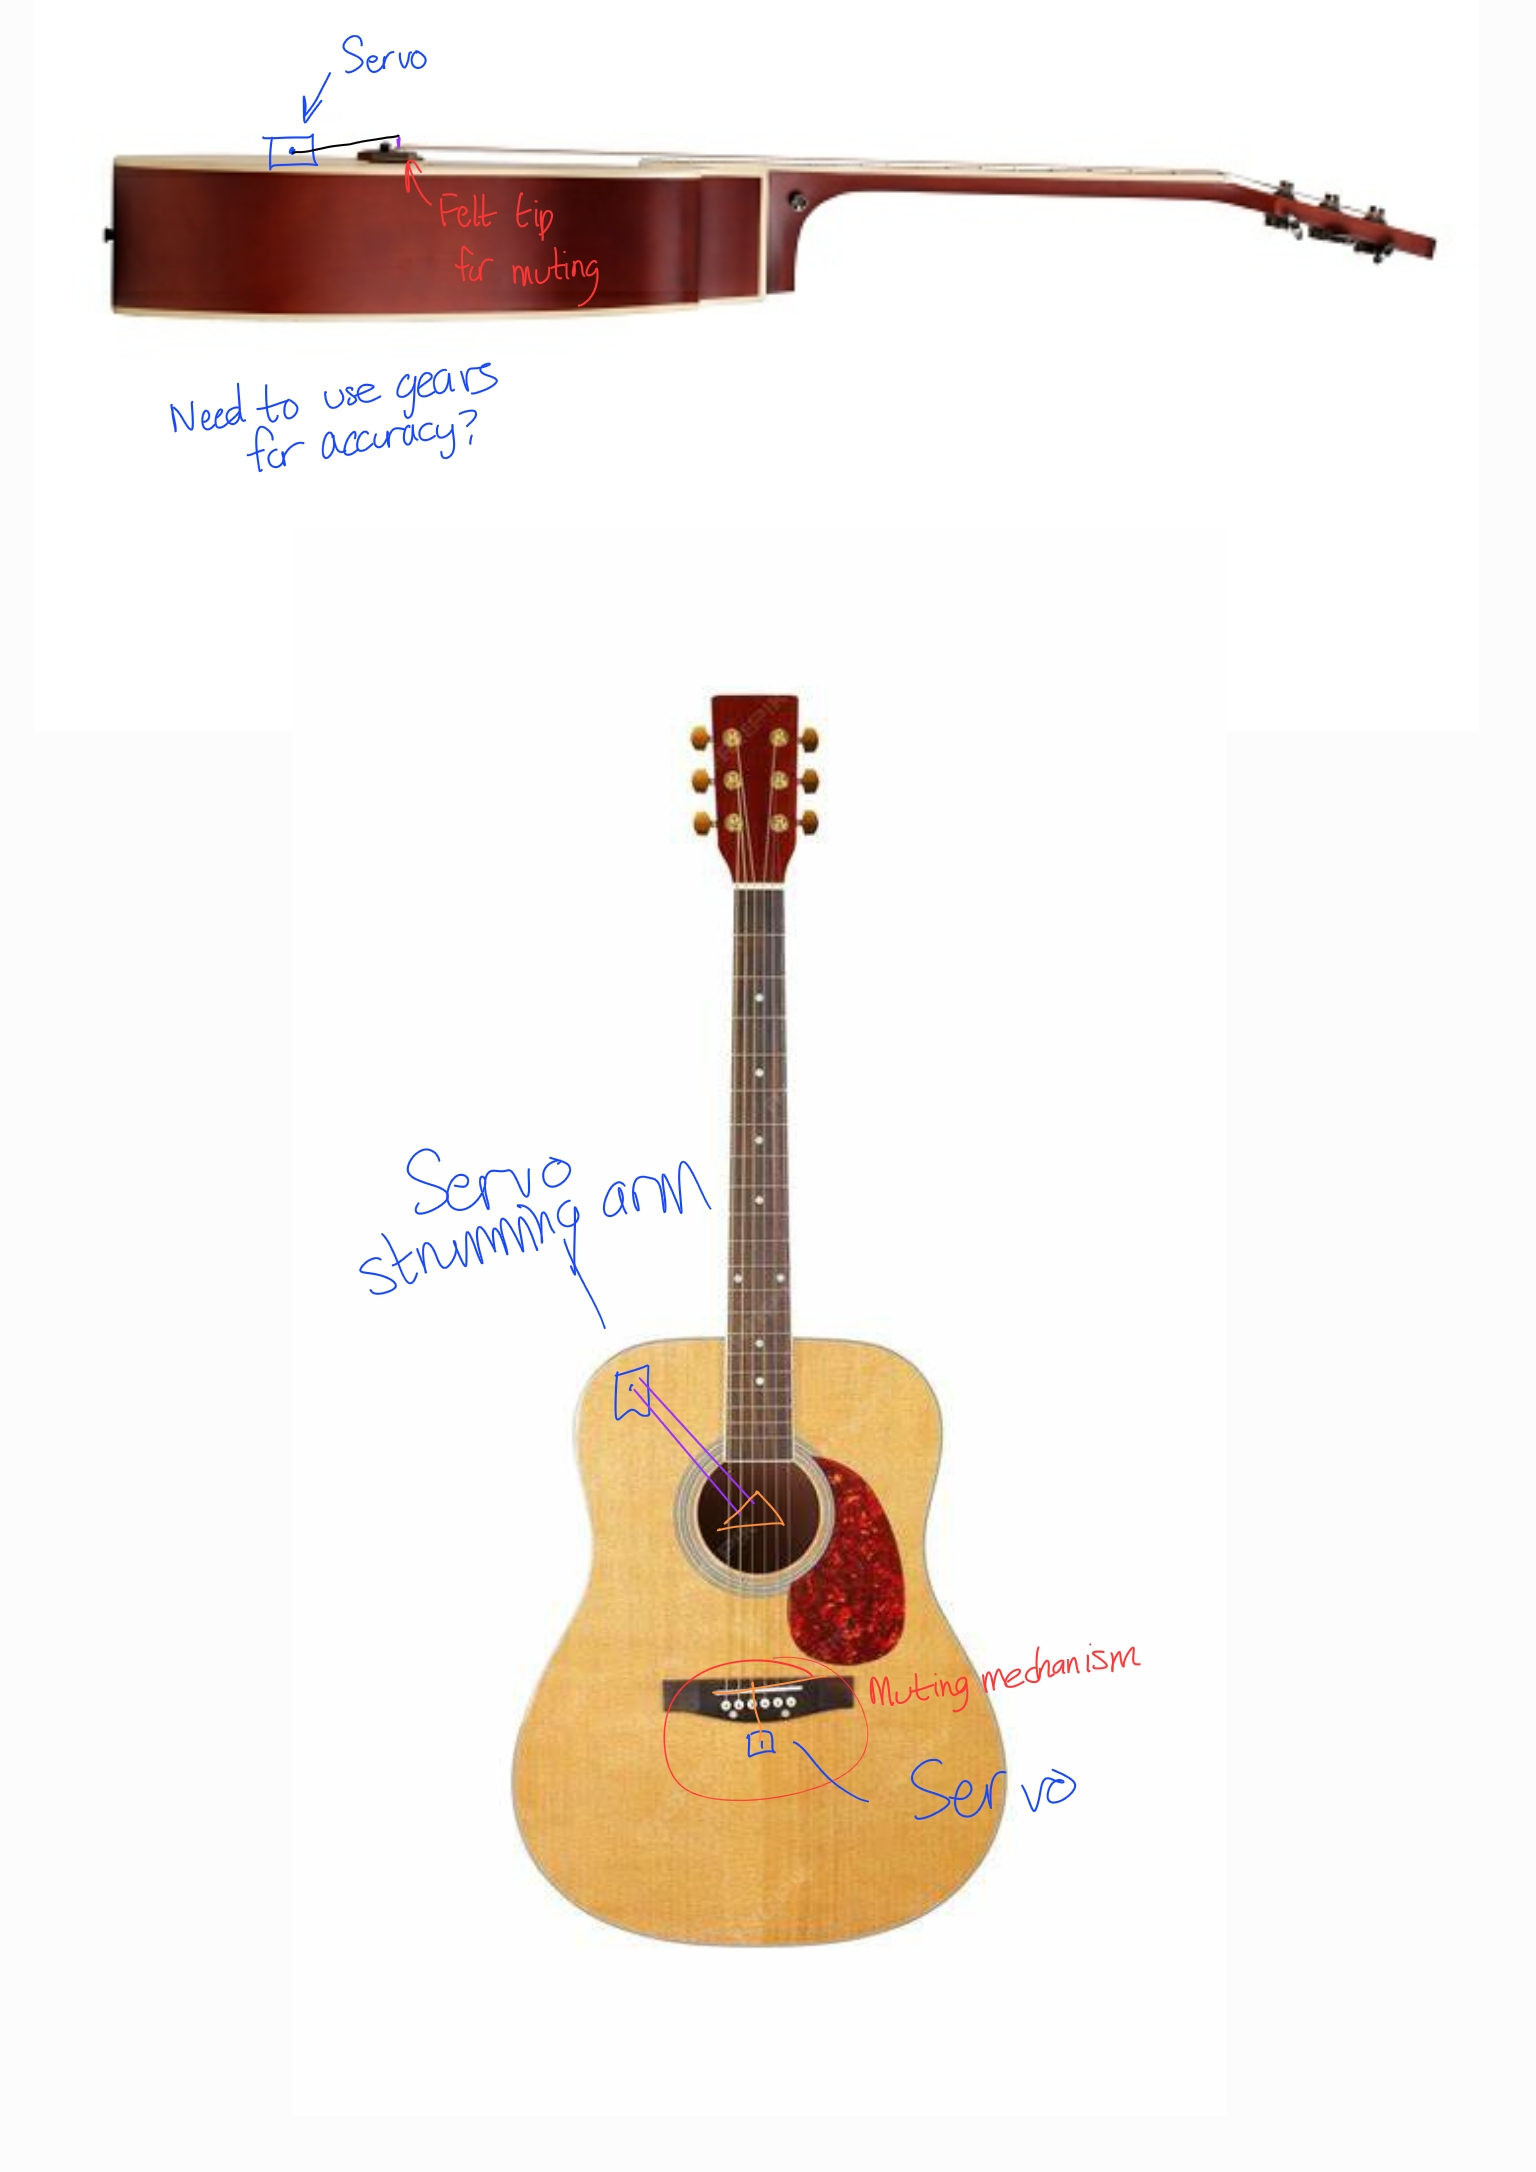 Servo
Felt tip
for muting
Need to use gears
for accuracy?
Servo
strumming arm
Muting mechanism
Servo